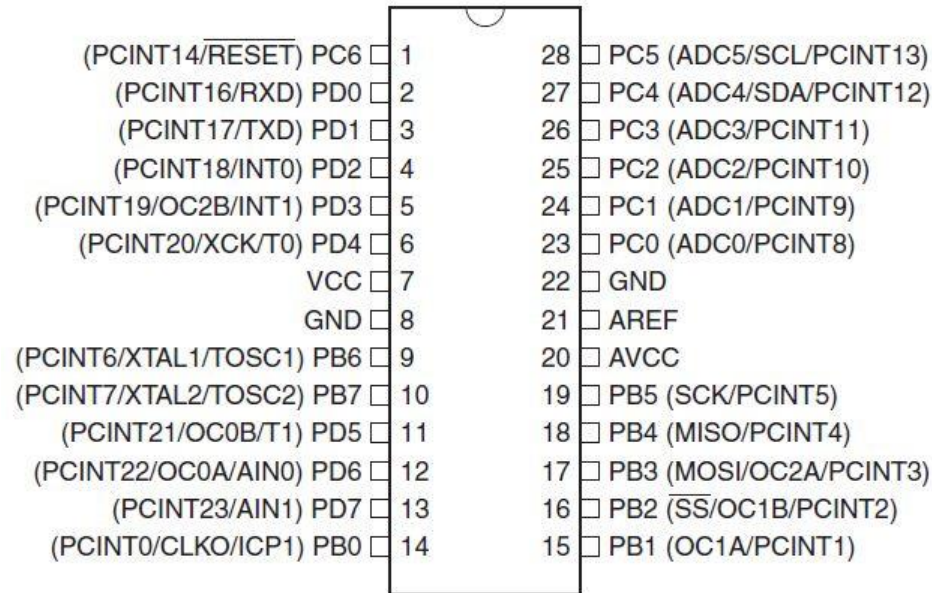 (PCINT14/RESET) PC6 1 28 PC5 (ADC5/SCL/PCINT13)
(PCINT16/RXD) PD0 2 27 PC4 (ADC4/SDA/PCINT12)
(PCINT17/TXD) PD1 3 26 PC3 (ADC3/PCINT11)
(PCINT18/INT0) PD2 4 25 PC2 (ADC2/PCINT10)
(PCINT19/OC2B/INT1) PD3 5 24 PC1 (ADC1/PCINT9)
(PCINT20/XCK/T0) PD4 6 23 PC0 (ADC0/PCINT8)
VCC 7 22 GND
GND 8 21 AREF
(PCINT6/XTAL1/TOSC1) PB6 9 20 AVCC
(PCINT7/XTAL2/TOSC2) PB7 10 19 PB5 (SCK/PCINT5)
(PCINT21/OC0B/T1) PD5 11 18 PB4 (MISO/PCINT4)
(PCINT22/OC0A/AIN0) PD6 12 17 PB3 (MOSI/OC2A/PCINT3)
(PCINT23/AIN1) PD7 13 16 PB2 (SS/OC1B/PCINT2)
(PCINT0/CLKO/ICP1) PB0 14 15 PB1 (OC1A/PCINT1)